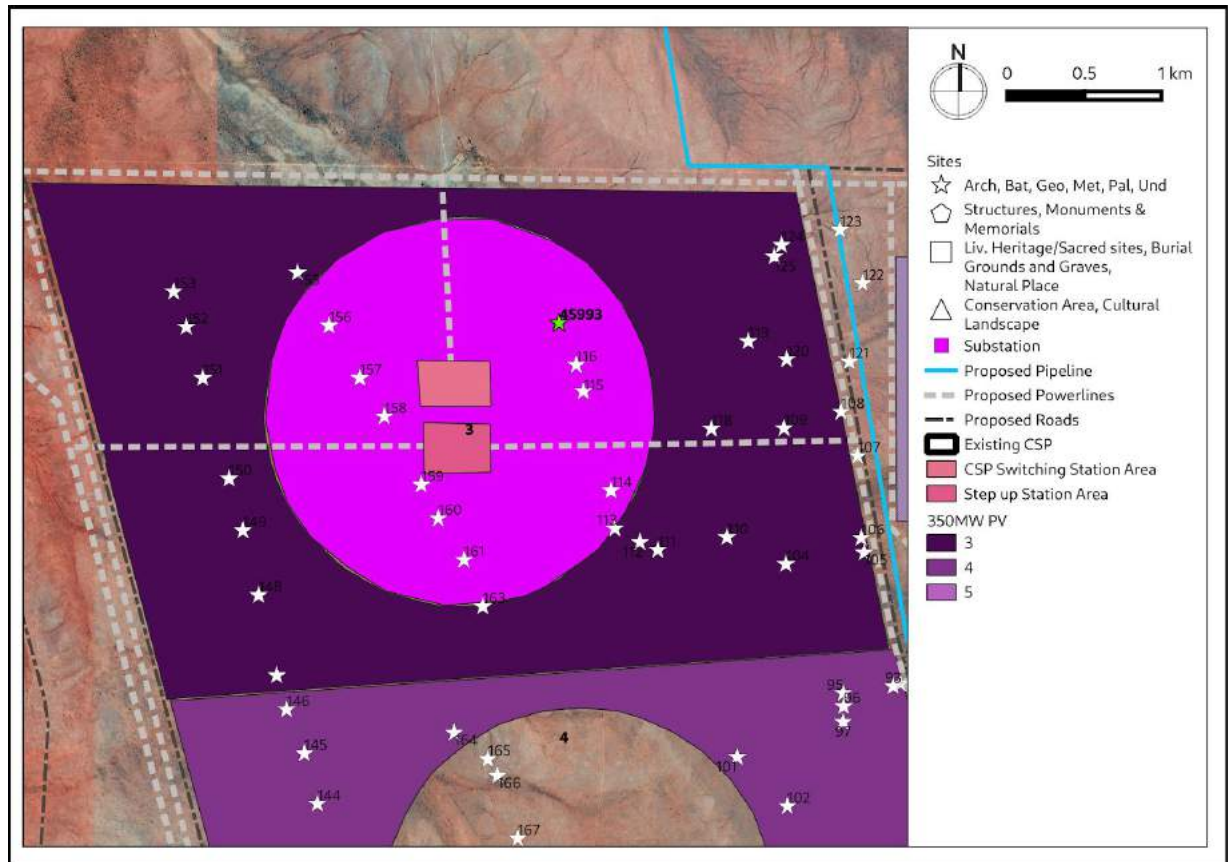 N
0 0.5 1 km
Sites
Arch, Bat, Geo, Met, Pal, Und
Structures, Monuments &
Memorials
Liv. Heritage/Sacred sites, Burial
Grounds and Graves,
Natural Place
Conservation Area, Cultural
Landscape
Substation
Proposed Pipeline
Proposed Powerlines
Proposed Roads
Existing CSP
CSP Switching Station Area
Step up Station Area
350MW PV
3
4
5
123
124
125
122
153
152
156
45993
119
120
121
116
157
151
115
158
108
118
109
3
107
150
159
114
160
149
113
112
111
110
106
105
161
104
148
163
95
96
97
146
164
4
145
165
101
166
144
102
167